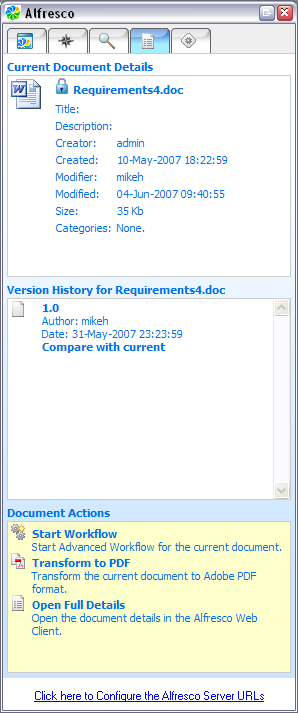 Alfresco
Current Document Details
Requirements4.doc
Title:
Description:
Creator: admin
Created: 10-May-2007 18:22:59
Modifier: mikeh
Modified: 04-Jun-2007 09:40:55
Size: 35 Kb
Categories: None.
Version History for Requirements4.doc
1.0
Author: mikeh
Date: 31-May-2007 23:23:59
Compare with current
Document Actions
Start Workflow
Start Advanced Workflow for the current document.
Transform to PDF
Transform the current document to Adobe PDF
format.
Open Full Details
Open the document details in the Alfresco Web
Client.
Click here to Configure the Alfresco Server URLs